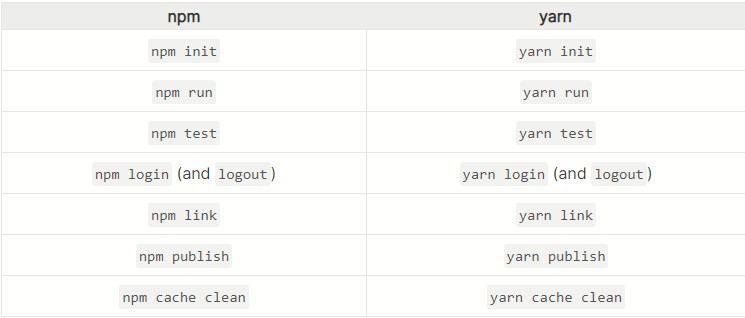 npm yarn
npm init yarn init
npm run yarn run
npm test yarn test
npm login (and logout) yarn login (and logout)
npm link yarn link
npm publish yarn publish
npm cache clean yarn cache clean